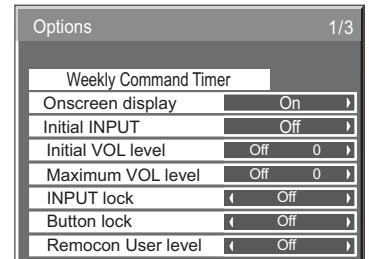 Options 1/3
Weekly Command Timer
Onscreen display On
Initial INPUT Off
Initial VOL level Off 0
Maximum VOL level Off 0
INPUT lock Off
Button lock Off
Remocon User level Off